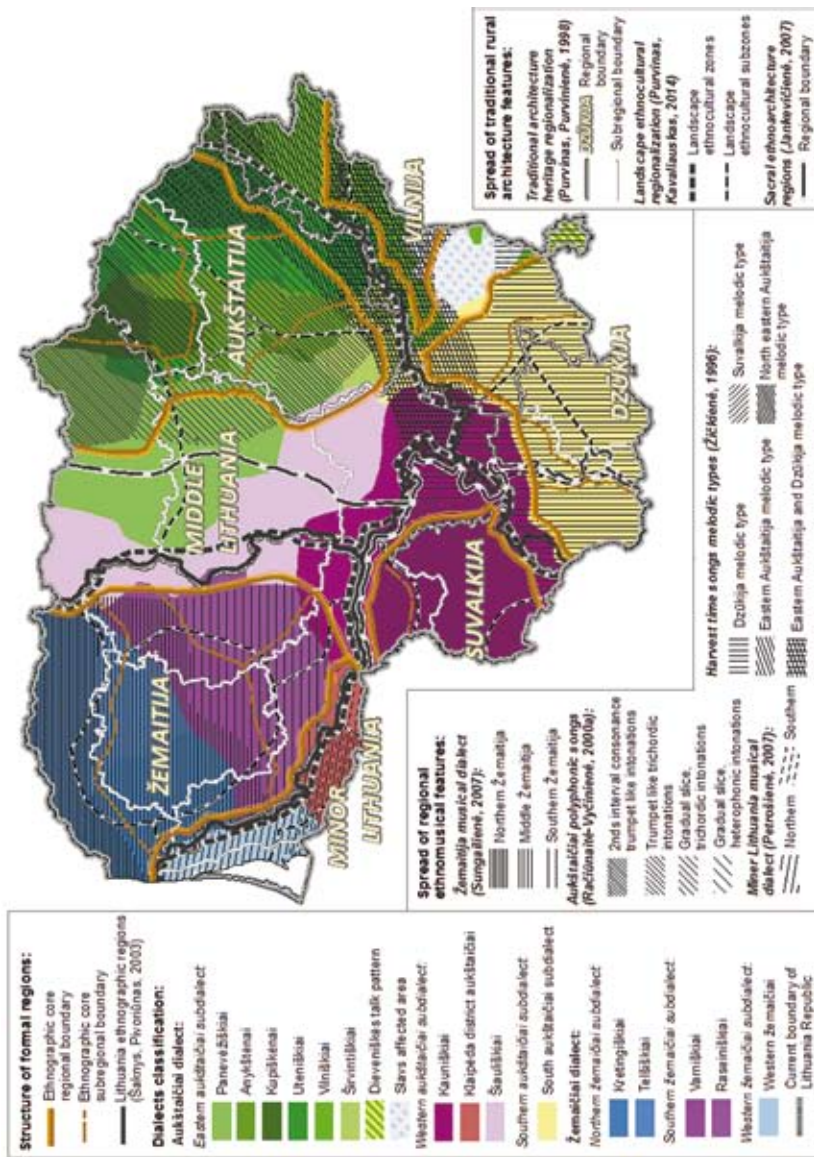 Structure of formal regions:
Ethnographic core
regional boundary
Ethnographic core
subregional boundary
Lithuania ethnographic regions
(Šaknys, Pivoriūnas, 2003)
Dialects classification:
Aukštaičiai dialect:
Eastern aukštaičiai subdialect:
Panevėžiškiai
Anykštėnai
Kupiškėnai
Uteniškiai
Vilniškiai
Širvintiškiai
Dieveniškės talk pattern
Slavs affected area
Western aukštaičiai subdialect:
Kauniškiai
Klaipėda district aukštaičiai
Šiauliškiai
Southern aukštaičiai subdialect
South aukštaičiai subdialect
Žemaičiai dialect:
Northern žemaičiai subdialect:
Kretingiškiai
Telšiškiai
Southern žemaičiai subdialect:
Varniškiai
Raseiniškiai
Western žemaičiai subdialect:
Western žemaičiai
Current boundary of
Lithuania Republic
ŽEMAITIJA
MINOR
LITHUANIA
MIDDLE
LITHUANIA
AUKŠTAITIJA
SUVALKIJA
VILNIJA
DZŪKIJA
Spread of regional
ethnomusical features:
Žemaitija musical dialect
(Sungailienė, 2007):
Northern Žemaitija
Middle Žemaitija
Southern Žemaitija
Aukštaičiai polyphonic songs
(Račiūnaitė-Vyčinienė, 2000a):
2nds interval consonance
trumpet like intonations
Trumpet like trichordic
intonations
Gradual slice,
trichordic intonations
Gradual slice,
heterophonic intonations
Miner Lithuania musical
dialect (Petrošienė, 2007):
Northern
Southern
Harvest time songs melodic types (Žičkienė, 1996):
Dzūkija melodic type
Eastern Aukštaitija melodic type
Eastern Aukštaitija and Dzūkija melodic type
Suvalkija melodic type
North eastern Aukštaitija
melodic type
Spread of traditional rural
architecture features:
Traditional architecture
heritage regionalization
(Purvinas, Purvinienė, 1998)
DZŪKIJA Regional
boundary
Subregional boundary
Landscape ethnocultural
regionalization (Purvinas,
Kavaliauskas, 2014)
Landscape
ethnocultural zones
Landscape
ethnocultural subzones
Sacral ethnoarchitecture
regions (Jankevičienė, 2007)
Regional boundary